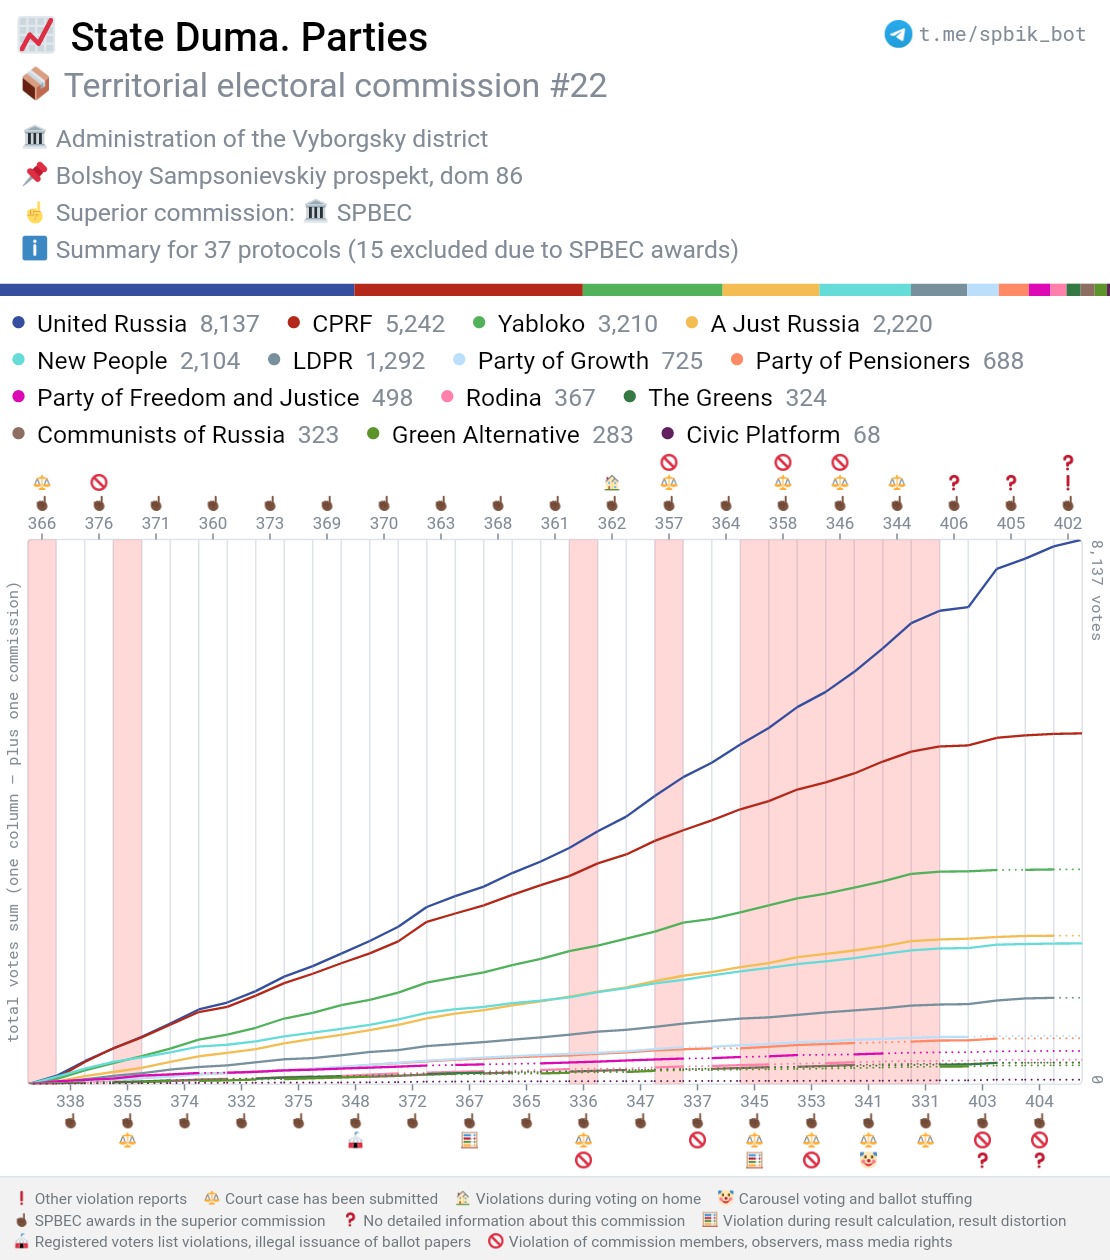 State Duma. Parties
t.me/spbik_bot
Territorial electoral commission #22
Administration of the Vyborgsky district
Bolshoy Sampsonievskiy prospekt, dom 86
Superior commission: SPBEC
Summary for 37 protocols (15 excluded due to SPBEC awards)
United Russia 8,137 CPRF 5,242 Yabloko 3,210 A Just Russia 2,220
New People 2,104 LDPR 1,292 Party of Growth 725 Party of Pensioners 688
Party of Freedom and Justice 498 Rodina 367 The Greens 324
Communists of Russia 323 Green Alternative 283 Civic Platform 68
366 376 371 360 373 369 370 363 368 361 362 357 364 358 346 344 406 405 402
total votes sum (one column – plus one commission)
8,137 votes
0
338 355 374 332 375 348 372 367 365 336 347 337 345 353 341 331 403 404
Other violation reports Court case has been submitted Violations during voting on home Carousel voting and ballot stuffing
SPBEC awards in the superior commission No detailed information about this commission Violation during result calculation, result distortion
Registered voters list violations, illegal issuance of ballot papers Violation of commission members, observers, mass media rights